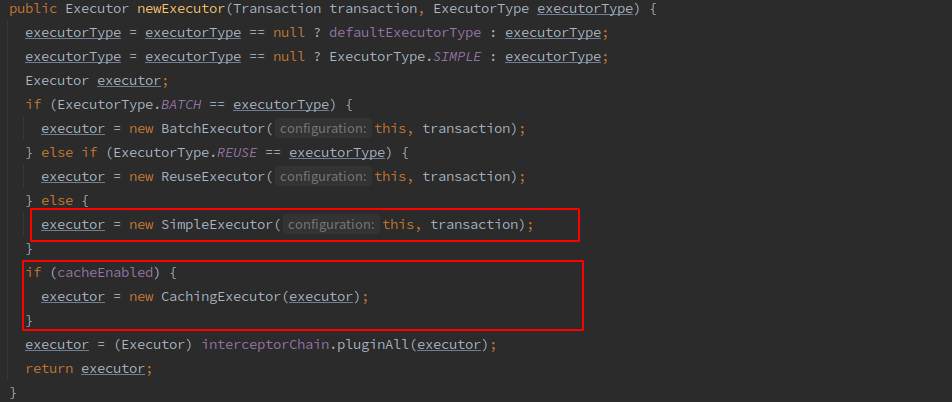 public Executor newExecutor(Transaction transaction, ExecutorType executorType) {
executorType = executorType == null ? defaultExecutorType : executorType;
executorType = executorType == null ? ExecutorType.SIMPLE : executorType;
Executor executor;
if (ExecutorType.BATCH == executorType) {
executor = new BatchExecutor( configuration: this, transaction);
} else if (ExecutorType.REUSE == executorType) {
executor = new ReuseExecutor( configuration: this, transaction);
} else {
executor = new SimpleExecutor( configuration: this, transaction);
}
if (cacheEnabled) {
executor = new CachingExecutor(executor);
}
executor = (Executor) interceptorChain.pluginAll(executor);
return executor;
}